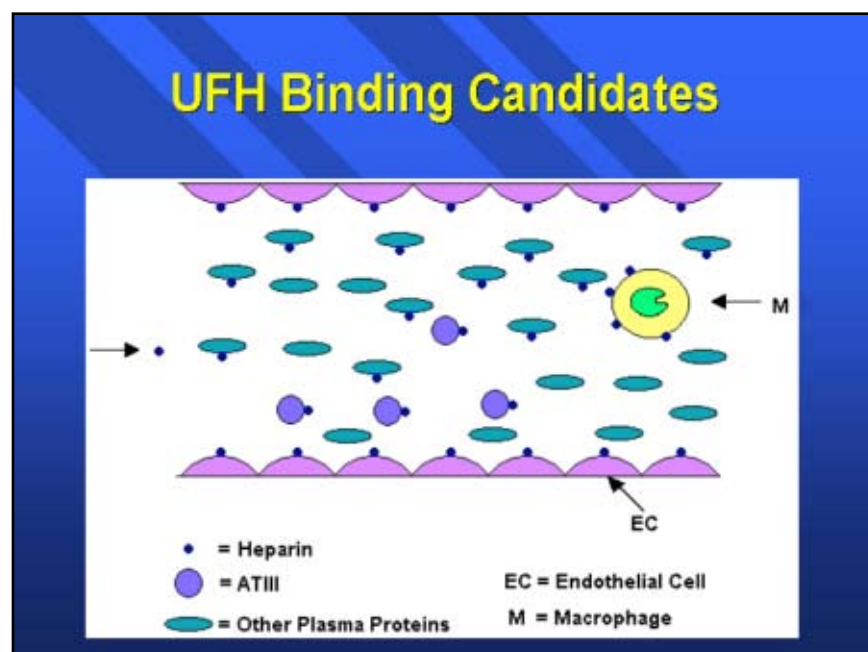 UFH Binding Candidates
M
EC
= Heparin
= ATIII
EC = Endothelial Cell
= Other Plasma Proteins
M = Macrophage